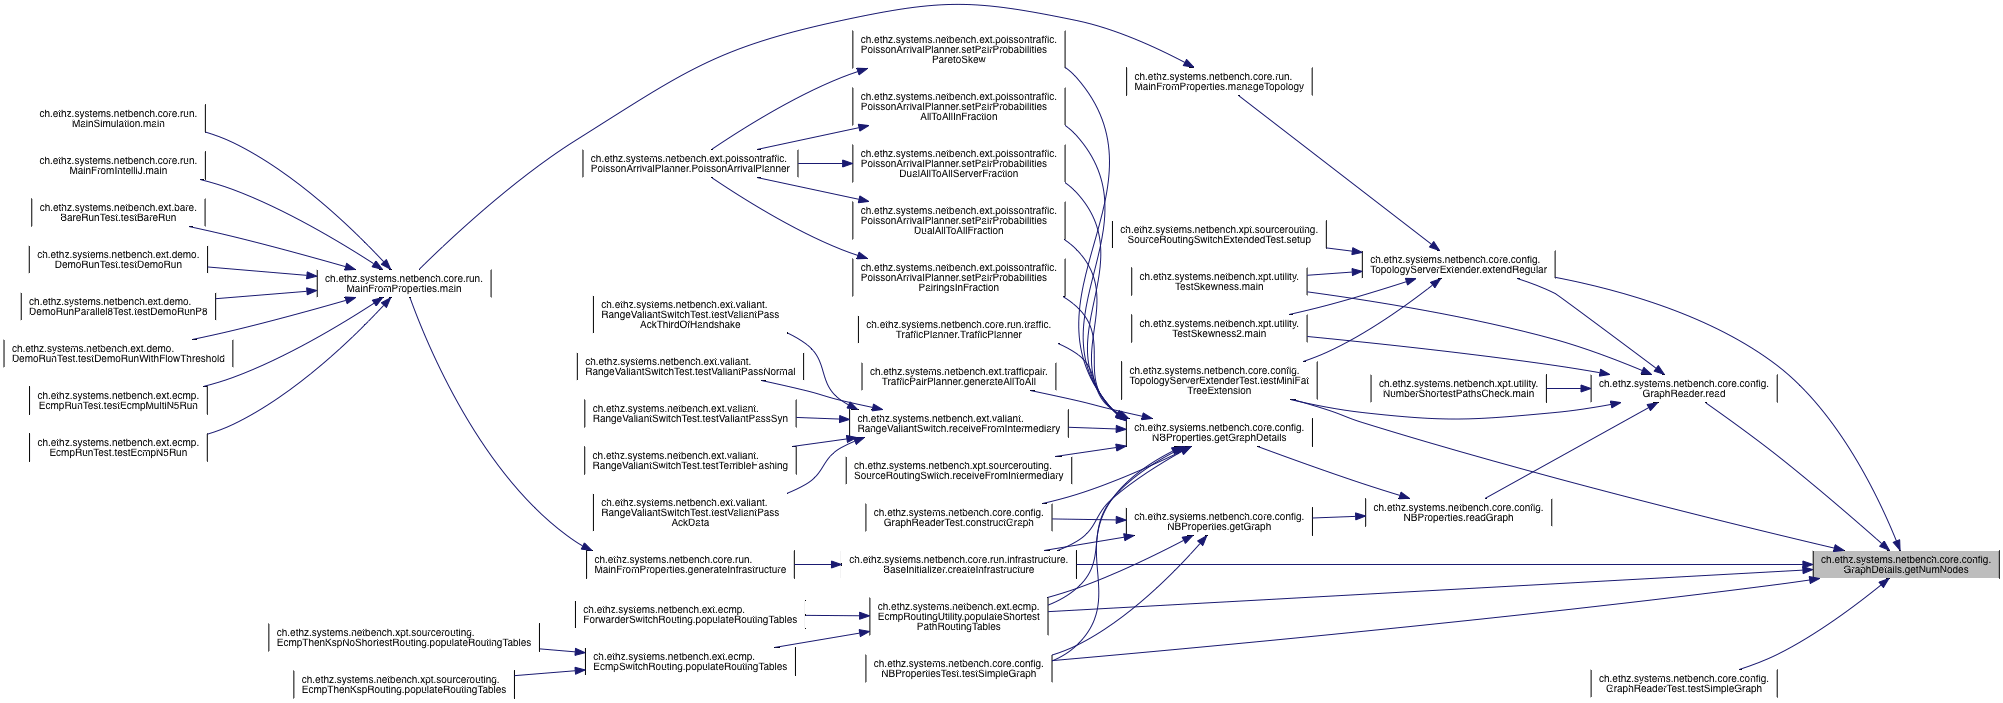 ch.ethz.systems.netbench.core.run.
MainSimulation.main
ch.ethz.systems.netbench.core.run.
MainFromIntelliJ.main
ch.ethz.systems.netbench.ext.bare.
BareRunTest.testBareRun
ch.ethz.systems.netbench.ext.demo.
DemoRunTest.testDemoRun
ch.ethz.systems.netbench.ext.demo.
DemoRunParallel8Test.testDemoRunP8
ch.ethz.systems.netbench.ext.demo.
DemoRunTest.testDemoRunWithFlowThreshold
ch.ethz.systems.netbench.ext.ecmp.
EcmpRunTest.testEcmpMultiN5Run
ch.ethz.systems.netbench.ext.ecmp.
EcmpRunTest.testEcmpN5Run
ch.ethz.systems.netbench.core.run.
MainFromProperties.main
ch.ethz.systems.netbench.xpt.sourcerouting.
EcmpThenKspNoShortestRouting.populateRoutingTables
ch.ethz.systems.netbench.xpt.sourcerouting.
EcmpThenKspRouting.populateRoutingTables
ch.ethz.systems.netbench.ext.poissontraffic.
PoissonArrivalPlanner.PoissonArrivalPlanner
ch.ethz.systems.netbench.ext.valiant.
RangeValiantSwitchTest.testValiantPass
AckThirdOfHandshake
ch.ethz.systems.netbench.ext.valiant.
RangeValiantSwitchTest.testValiantPassNormal
ch.ethz.systems.netbench.ext.valiant.
RangeValiantSwitchTest.testValiantPassSyn
ch.ethz.systems.netbench.ext.valiant.
RangeValiantSwitchTest.testTerribleHashing
ch.ethz.systems.netbench.ext.valiant.
RangeValiantSwitchTest.testValiantPass
AckData
ch.ethz.systems.netbench.core.run.
MainFromProperties.generateInfrastructure
ch.ethz.systems.netbench.ext.ecmp.
ForwarderSwitchRouting.populateRoutingTables
ch.ethz.systems.netbench.ext.ecmp.
EcmpSwitchRouting.populateRoutingTables
ch.ethz.systems.netbench.ext.poissontraffic.
PoissonArrivalPlanner.setPairProbabilities
ParetoSkew
ch.ethz.systems.netbench.ext.poissontraffic.
PoissonArrivalPlanner.setPairProbabilities
AllToAllInFraction
ch.ethz.systems.netbench.ext.poissontraffic.
PoissonArrivalPlanner.setPairProbabilities
DualAllToAllServerFraction
ch.ethz.systems.netbench.ext.poissontraffic.
PoissonArrivalPlanner.setPairProbabilities
DualAllToAllFraction
ch.ethz.systems.netbench.ext.poissontraffic.
PoissonArrivalPlanner.setPairProbabilities
PairingsInFraction
ch.ethz.systems.netbench.core.run.traffic.
TrafficPlanner.TrafficPlanner
ch.ethz.systems.netbench.ext.trafficpair.
TrafficPairPlanner.generateAllToAll
ch.ethz.systems.netbench.ext.valiant.
RangeValiantSwitch.receiveFromIntermediary
ch.ethz.systems.netbench.xpt.sourcerouting.
SourceRoutingSwitch.receiveFromIntermediary
ch.ethz.systems.netbench.core.config.
GraphReaderTest.constructGraph
ch.ethz.systems.netbench.core.run.infrastructure.
BaseInitializer.createInfrastructure
ch.ethz.systems.netbench.ext.ecmp.
EcmpRoutingUtility.populateShortest
PathRoutingTables
ch.ethz.systems.netbench.core.config.
NBPropertiesTest.testSimpleGraph
ch.ethz.systems.netbench.core.run.
MainFromProperties.manageTopology
ch.ethz.systems.netbench.xpt.sourcerouting.
SourceRoutingSwitchExtendedTest.setup
ch.ethz.systems.netbench.xpt.utility.
TestSkewness.main
ch.ethz.systems.netbench.xpt.utility.
TestSkewness2.main
ch.ethz.systems.netbench.core.config.
TopologyServerExtenderTest.testMiniFat
TreeExtension
ch.ethz.systems.netbench.core.config.
NBProperties.getGraphDetails
ch.ethz.systems.netbench.core.config.
NBProperties.getGraph
ch.ethz.systems.netbench.core.config.
TopologyServerExtender.extendRegular
ch.ethz.systems.netbench.xpt.utility.
NumberShortestPathsCheck.main
ch.ethz.systems.netbench.core.config.
NBProperties.readGraph
ch.ethz.systems.netbench.core.config.
GraphReader.read
ch.ethz.systems.netbench.core.config.
GraphReaderTest.testSimpleGraph
ch.ethz.systems.netbench.core.config.
GraphDetails.getNumNodes